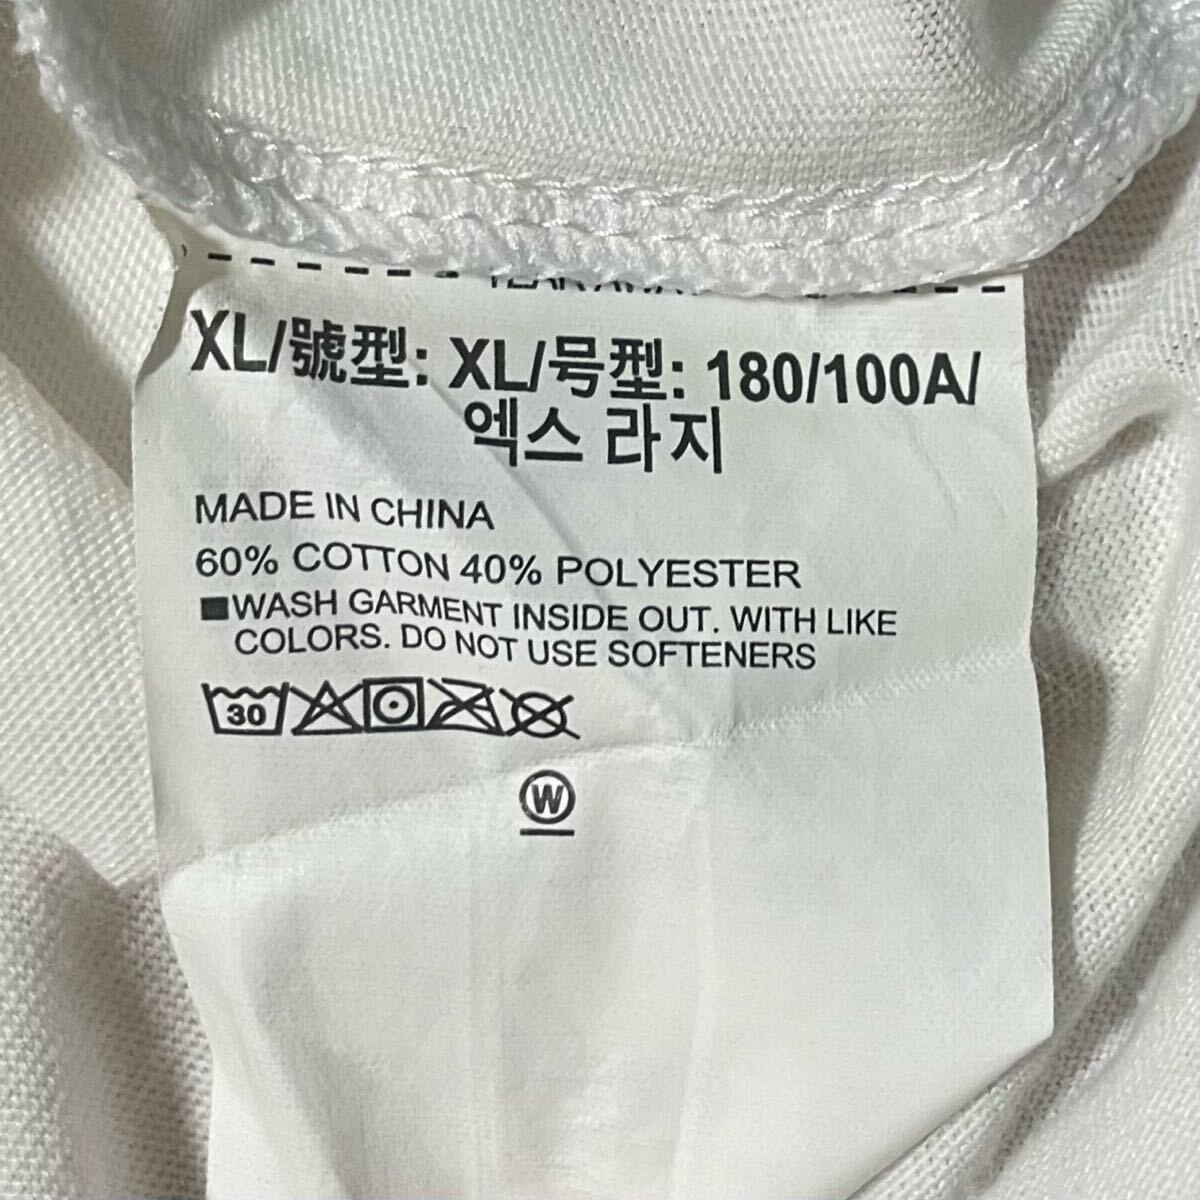 XL/號型: XL/号型: 180/100A/
엑스 라지
MADE IN CHINA
60% COTTON 40% POLYESTER
■WASH GARMENT INSIDE OUT. WITH LIKE
COLORS. DO NOT USE SOFTENERS
30
W